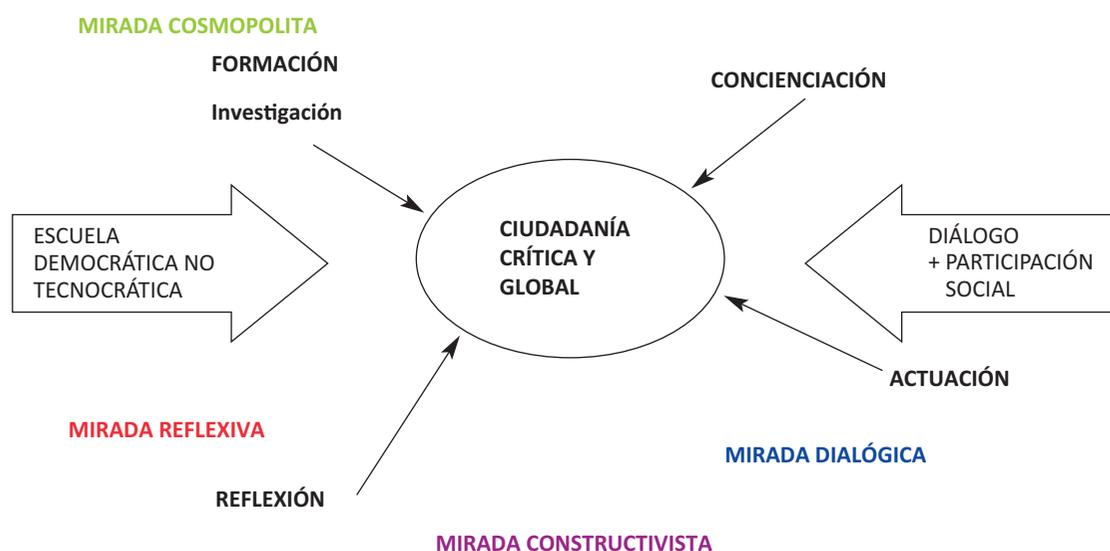 MIRADA COSMOPOLITA
FORMACIÓN
Investigación
CONCIENCIACIÓN
ESCUELA
DEMOCRÁTICA NO
TECNOCRÁTICA
CIUDADANÍA
CRÍTICA Y
GLOBAL
DIÁLOGO
+ PARTICIPACIÓN
SOCIAL
ACTUACIÓN
MIRADA REFLEXIVA
MIRADA DIALÓGICA
REFLEXIÓN
MIRADA CONSTRUCTIVISTA